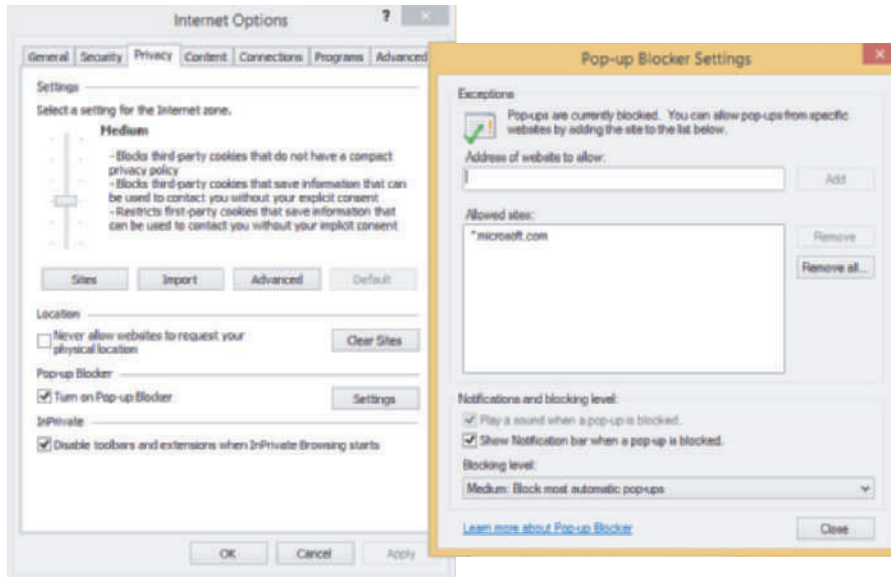 Internet Options
?
General Security Privacy Content Connections Programs Advanced
Settings
Select a setting for the Internet zone.
Medium
- Blocks third-party cookies that do not have a compact
privacy policy
- Blocks third-party cookies that save information that can
be used to contact you without your explicit consent
- Restricts first-party cookies that save information that
can be used to contact you without your implicit consent
Sites Import Advanced Default
Location
Never allow websites to request your
physical location
Clear Sites
Pop-up Blocker
Turn on Pop-up Blocker
Settings
InPrivate
Disable toolbars and extensions when InPrivate Browsing starts
OK Cancel Apply
Pop-up Blocker Settings
Exceptions
Pop-ups are currently blocked. You can allow pop-ups from specific
websites by adding the site to the list below.
Address of website to allow:
Add
Allowed sites:
*microsoft.com
Remove
Remove all...
Notifications and blocking level:
Play a sound when a pop-up is blocked.
Show Notification bar when a pop-up is blocked.
Blocking level:
Medium: Block most automatic pop-ups
Learn more about Pop-up Blocker
Close